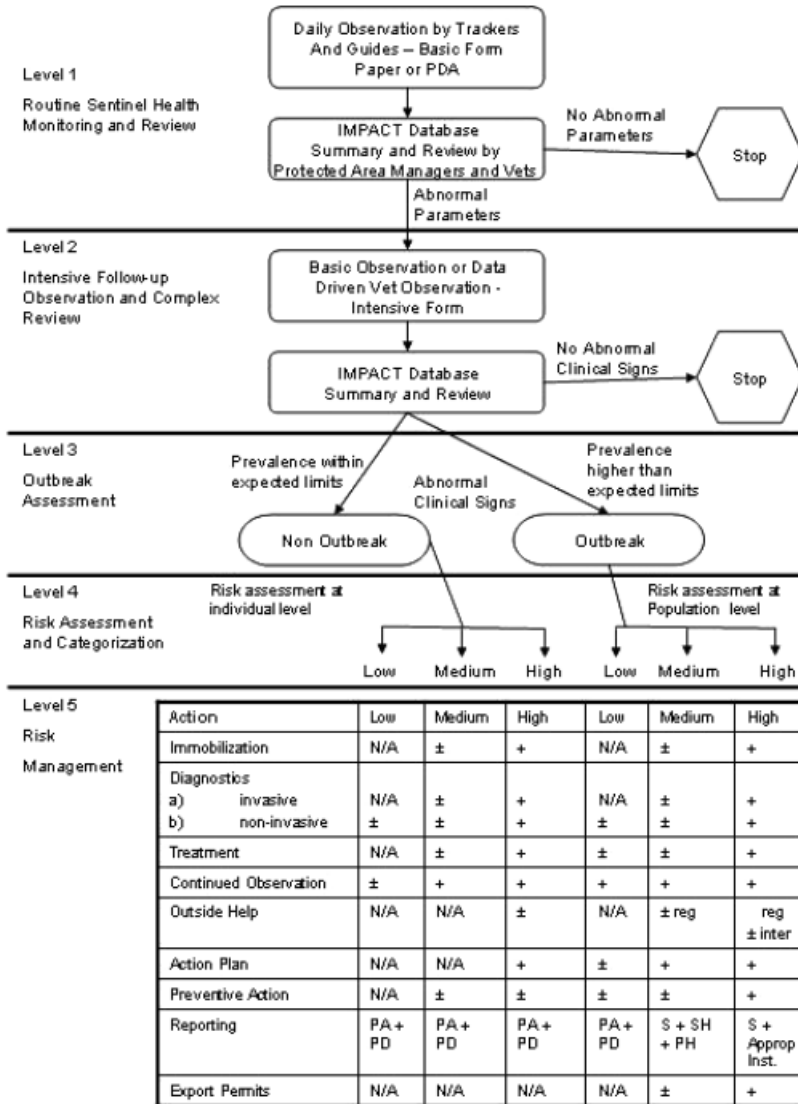 Daily Observation by Trackers
And Guides – Basic Form
Paper or PDA
Level 1
Routine Sentinel Health
Monitoring and Review
No Abnormal
Parameters
IMPACT Database
Summary and Review by
Protected Area Managers and Vets
Stop
Abnormal
Parameters
Level 2
Intensive Follow-up
Observation and Complex
Review
Basic Observation or Data
Driven Vet Observation -
Intensive Form
No Abnormal
Clinical Signs
IMPACT Database
Summary and Review
Stop
Level 3
Outbreak
Assessment
Prevalence within
expected limits
Abnormal
Clinical Signs
Prevalence
higher than
expected limits
Non Outbreak
Outbreak
Level 4
Risk Assessment
and Categorization
Risk assessment at
individual level
Risk assessment at
Population level
Low Medium High Low Medium High
Level 5
Risk
Management
Action Low Medium High Low Medium High
Immobilization N/A ± + N/A ± +
Diagnostics
a) invasive N/A ± + N/A ± +
b) non-invasive ± ± + ± ± +
Treatment N/A ± + ± ± +
Continued Observation ± + + + + +
Outside Help N/A N/A ± N/A ± reg reg
± inter
Action Plan N/A N/A + ± + +
Preventive Action N/A ± ± ± ± +
Reporting PA + PA + PA + PA + S + SH S +
PD PD PD PD + PH Approp
Inst.
Export Permits N/A N/A N/A N/A ± +